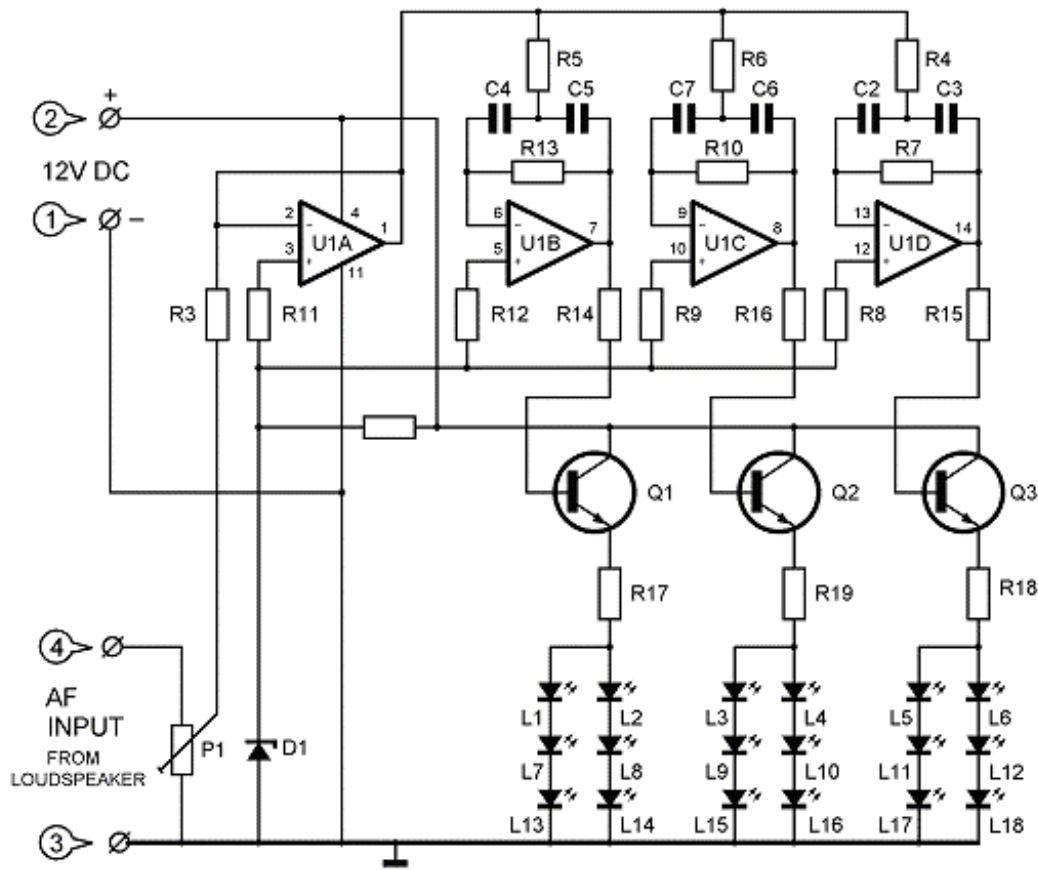 R5 R6 R4
C4 C5 C7 C6 C2 C3
2 +
R13 R10 R7
12V DC
1 −
2 − 4 U1A 1 6 − U1B 7 9 − U1C 8 13 − U1D 14
3 + 11 5 + 10 + 12 +
R3 R11 R12 R14 R9 R16 R8 R15
Q1 Q2 Q3
R17 R19 R18
4
AF
INPUT
FROM
LOUDSPEAKER
P1 D1
L1 L2 L3 L4 L5 L6
L7 L8 L9 L10 L11 L12
L13 L14 L15 L16 L17 L18
3